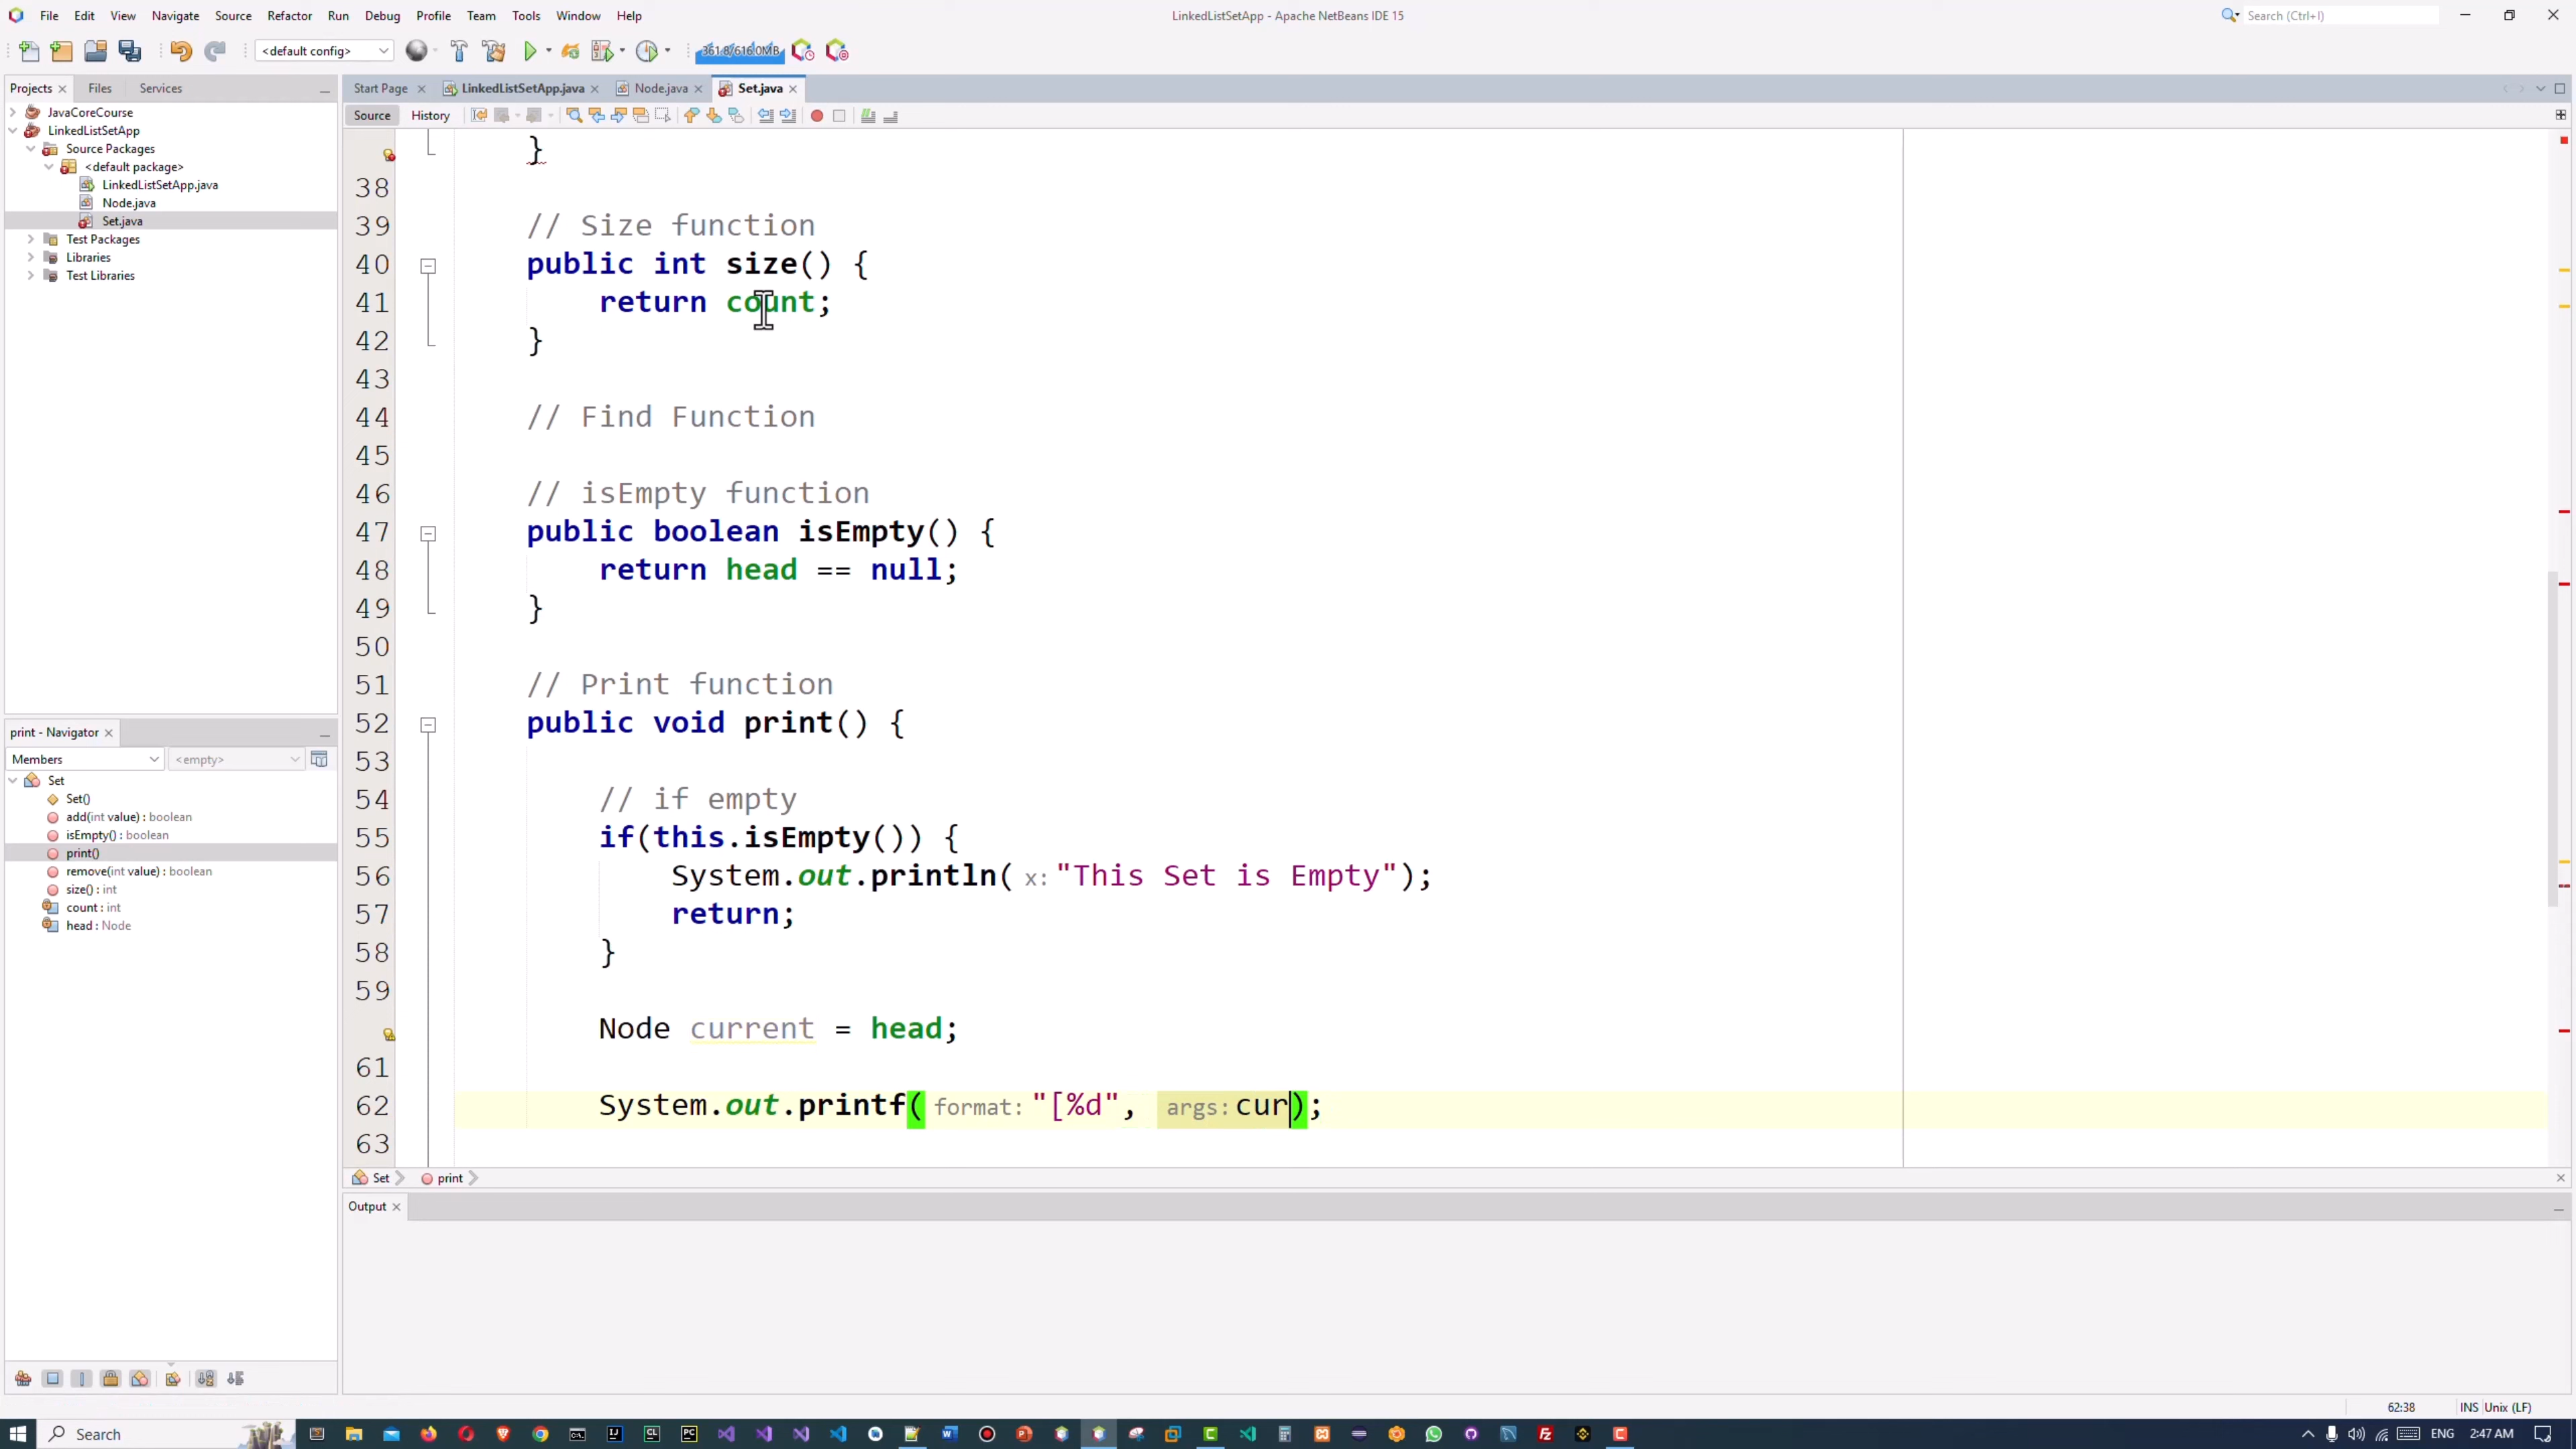 File Edit View Navigate Source Refactor Run Debug Profile Team Tools Window Help
LinkedListSetApp - Apache NetBeans IDE 15
Search (Ctrl+I)
<default config>
361.8/616.0MB
Projects Files Services
Start Page LinkedListSetApp.java Node.java Set.java
Source History
JavaCoreCourse
LinkedListSetApp
Source Packages
<default package>
LinkedListSetApp.java
Node.java
Set.java
Test Packages
Libraries
Test Libraries
}
38
39 // Size function
40 public int size() {
41 return count;
42 }
43
44 // Find Function
45
46 // isEmpty function
47 public boolean isEmpty() {
48 return head == null;
49 }
50
51 // Print function
52 public void print() {
53
54 // if empty
55 if(this.isEmpty()) {
56 System.out.println( x: "This Set is Empty");
57 return;
58 }
59
Node current = head;
61
62 System.out.printf( format: "[%d", args: cur);
63
print - Navigator
Members <empty>
Set
Set()
add(int value) : boolean
isEmpty() : boolean
print()
remove(int value) : boolean
size() : int
count : int
head : Node
Set print
Output
62:38 INS Unix (LF)
Search
ENG 2:47 AM